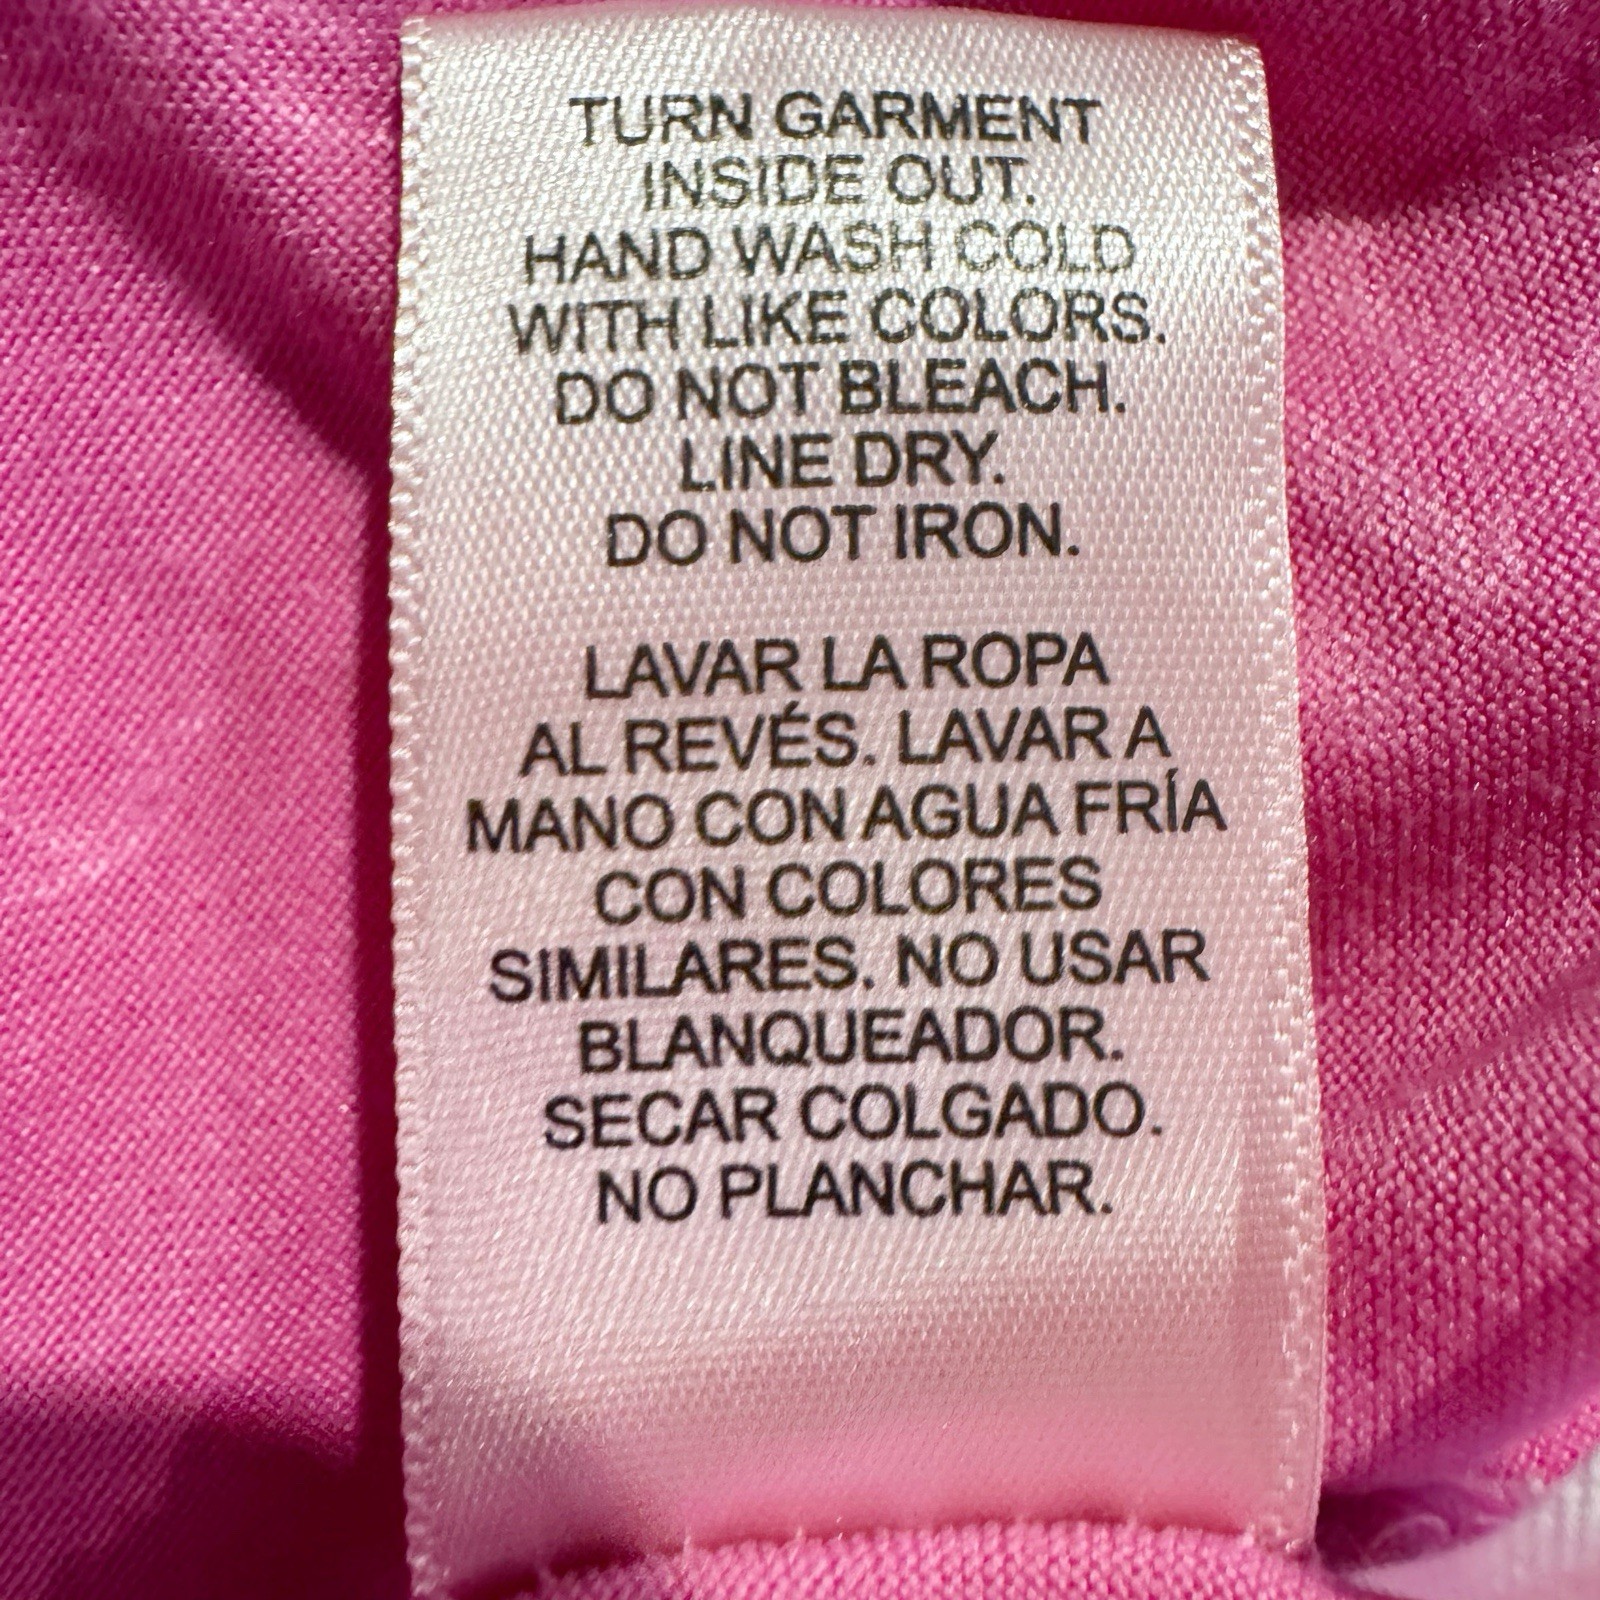 TURN GARMENT
INSIDE OUT.
HAND WASH COLD
WITH LIKE COLORS.
DO NOT BLEACH.
LINE DRY.
DO NOT IRON.
LAVAR LA ROPA
AL REVÉS. LAVAR A
MANO CON AGUA FRÍA
CON COLORES
SIMILARES. NO USAR
BLANQUEADOR.
SECAR COLGADO.
NO PLANCHAR.